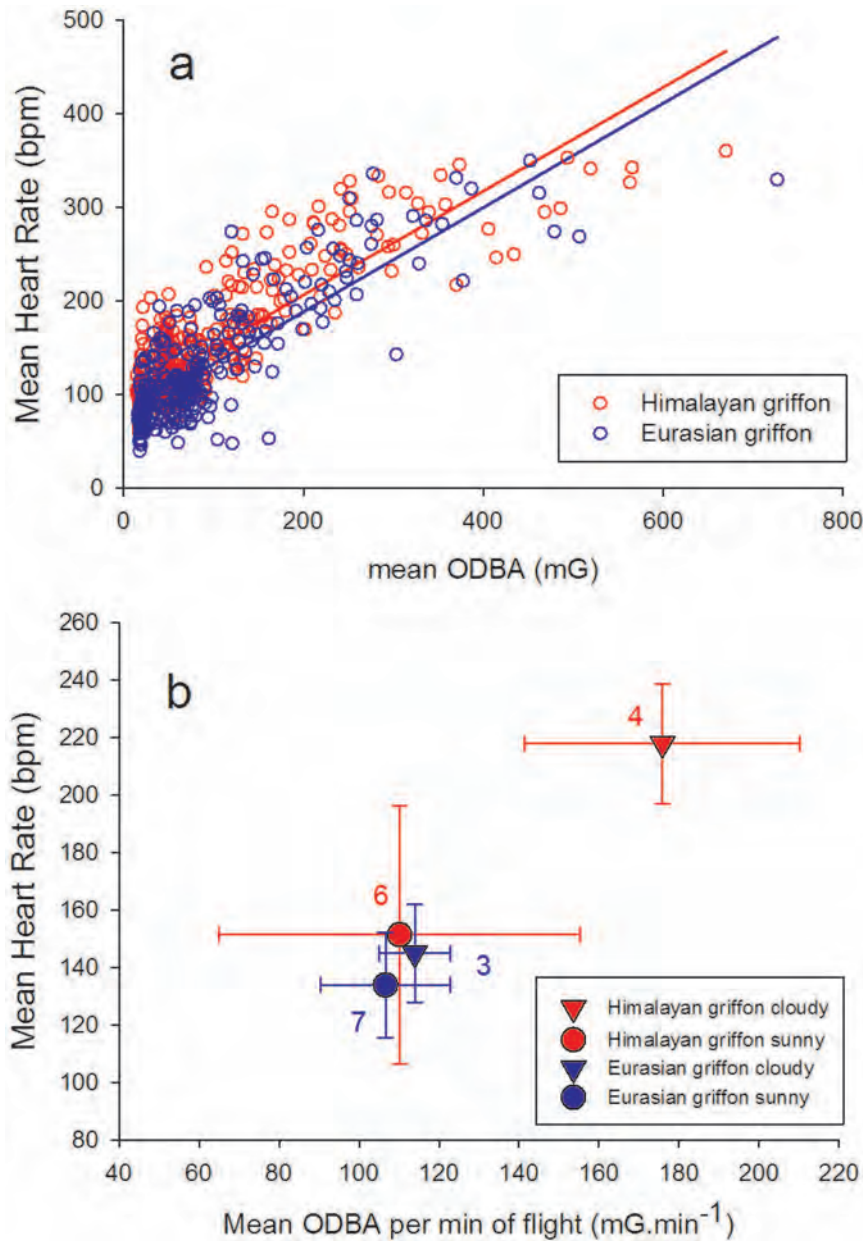 a
500
400
300
200
100
0
Mean Heart Rate (bpm)
Himalayan griffon
Eurasian griffon
0 200 400 600 800
mean ODBA (mG)
b
260
240
220
200
180
160
140
120
100
80
Mean Heart Rate (bpm)
4
6
3
7
Himalayan griffon cloudy
Himalayan griffon sunny
Eurasian griffon cloudy
Eurasian griffon sunny
40 60 80 100 120 140 160 180 200 220
Mean ODBA per min of flight (mG.min⁻¹)